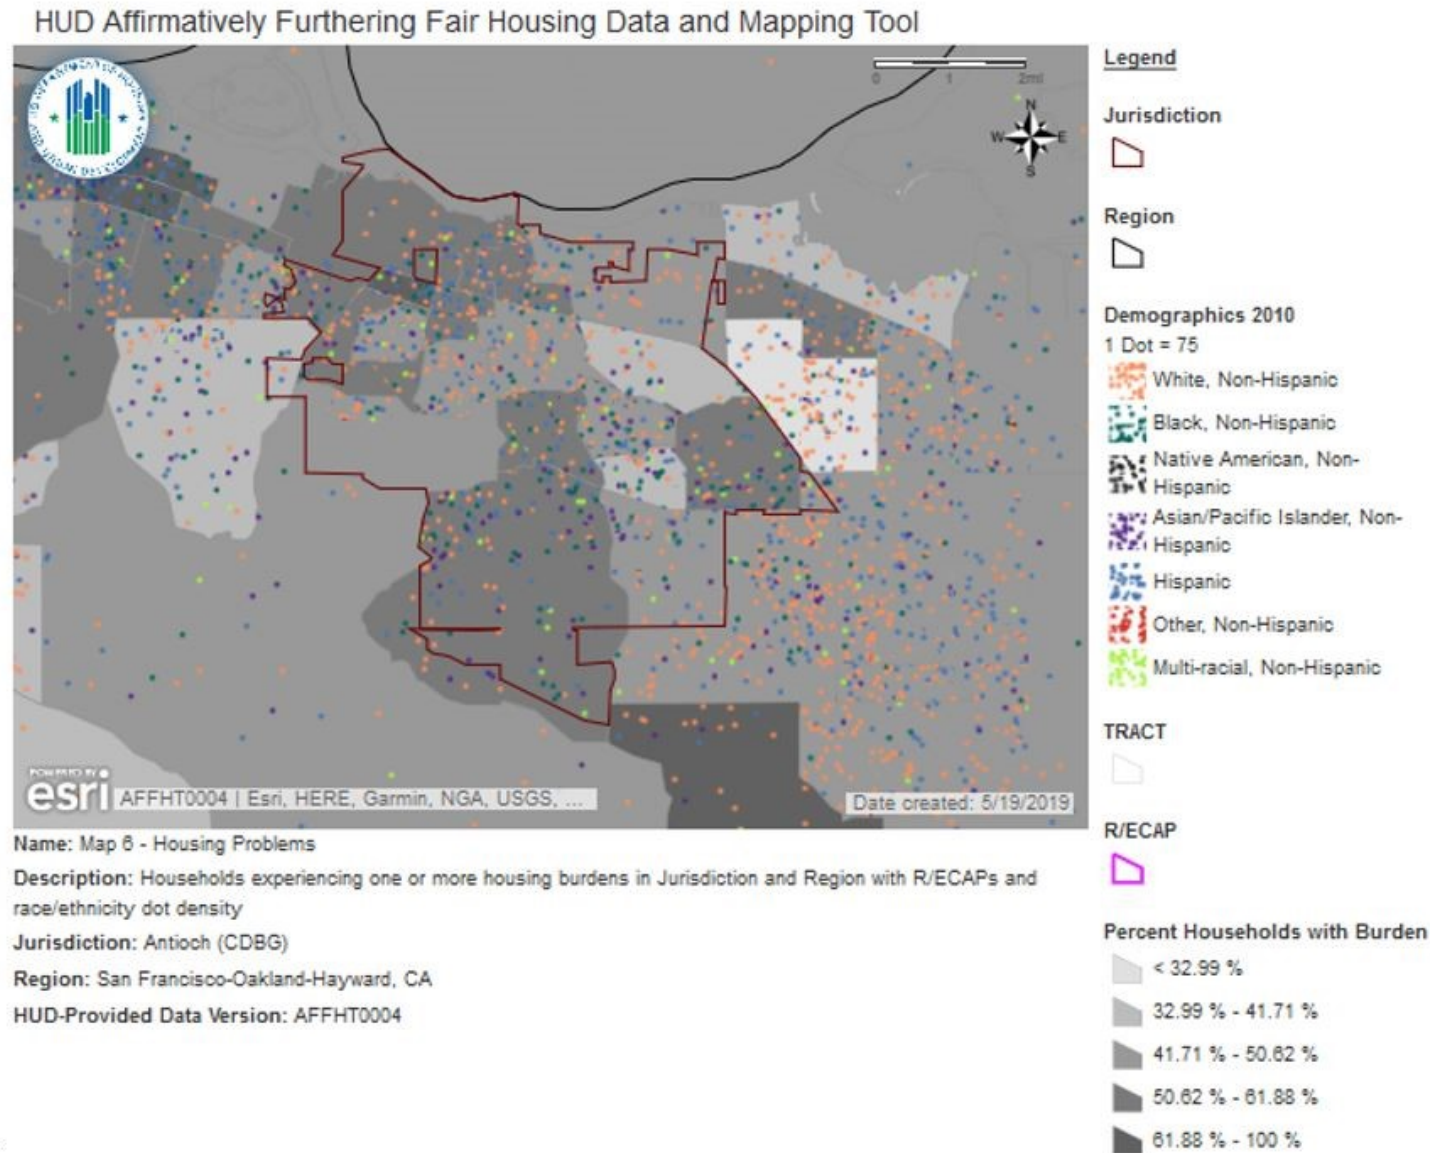 HUD Affirmatively Furthering Fair Housing Data and Mapping Tool
0 1 2mi
N
W E
S
POWERED BY
esri
AFFHT0004 | Esri, HERE, Garmin, NGA, USGS, ...
Date created: 5/19/2019
Name: Map 6 - Housing Problems
Description: Households experiencing one or more housing burdens in Jurisdiction and Region with R/ECAPs and
race/ethnicity dot density
Jurisdiction: Antioch (CDBG)
Region: San Francisco-Oakland-Hayward, CA
HUD-Provided Data Version: AFFHT0004
Legend
Jurisdiction
Region
Demographics 2010
1 Dot = 75
White, Non-Hispanic
Black, Non-Hispanic
Native American, Non-
Hispanic
Asian/Pacific Islander, Non-
Hispanic
Hispanic
Other, Non-Hispanic
Multi-racial, Non-Hispanic
TRACT
R/ECAP
Percent Households with Burden
< 32.99 %
32.99 % - 41.71 %
41.71 % - 50.62 %
50.62 % - 61.88 %
61.88 % - 100 %